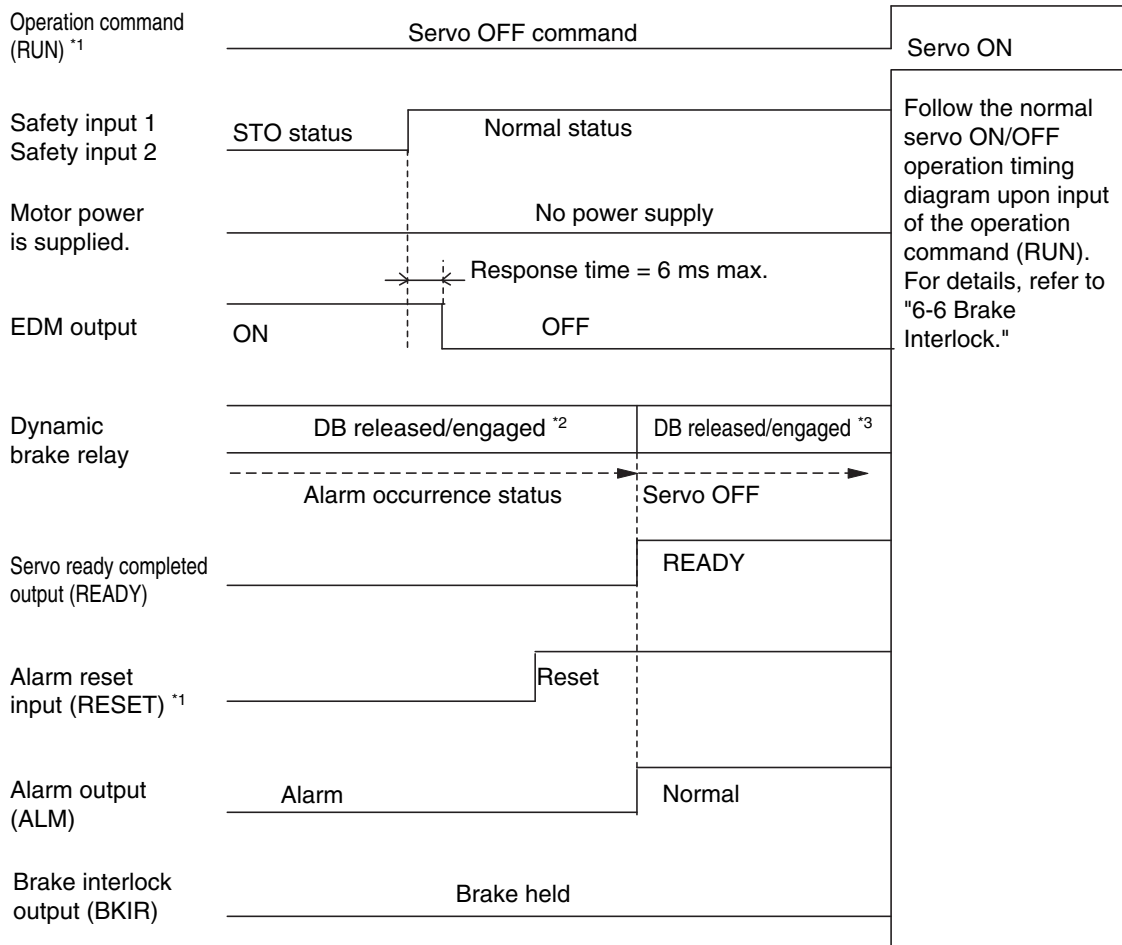 Operation command
(RUN) *1
Servo OFF command
Servo ON
Safety input 1
Safety input 2
STO status
Normal status
Follow the normal
servo ON/OFF
operation timing
diagram upon input
of the operation
command (RUN).
For details, refer to
"6-6 Brake
Interlock."
Motor power
is supplied.
No power supply
Response time = 6 ms max.
EDM output
ON
OFF
Dynamic
brake relay
DB released/engaged *2
DB released/engaged *3
Alarm occurrence status
Servo OFF
Servo ready completed
output (READY)
READY
Alarm reset
input (RESET) *1
Reset
Alarm output
(ALM)
Alarm
Normal
Brake interlock
output (BKIR)
Brake held